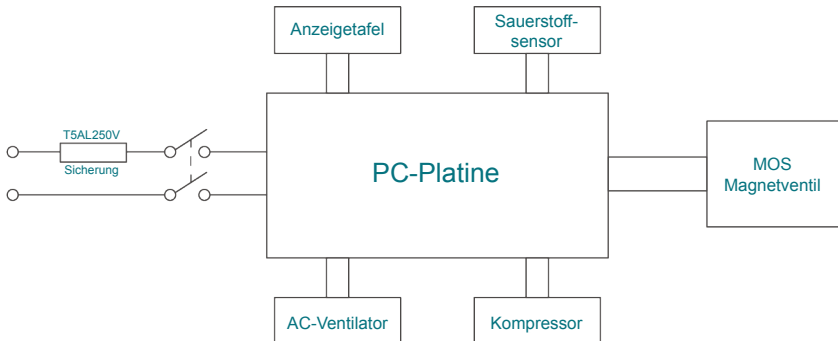 Anzeigetafel
Sauerstoff-
sensor
T5AL250V
Sicherung
PC-Platine
MOS
Magnetventil
AC-Ventilator
Kompressor